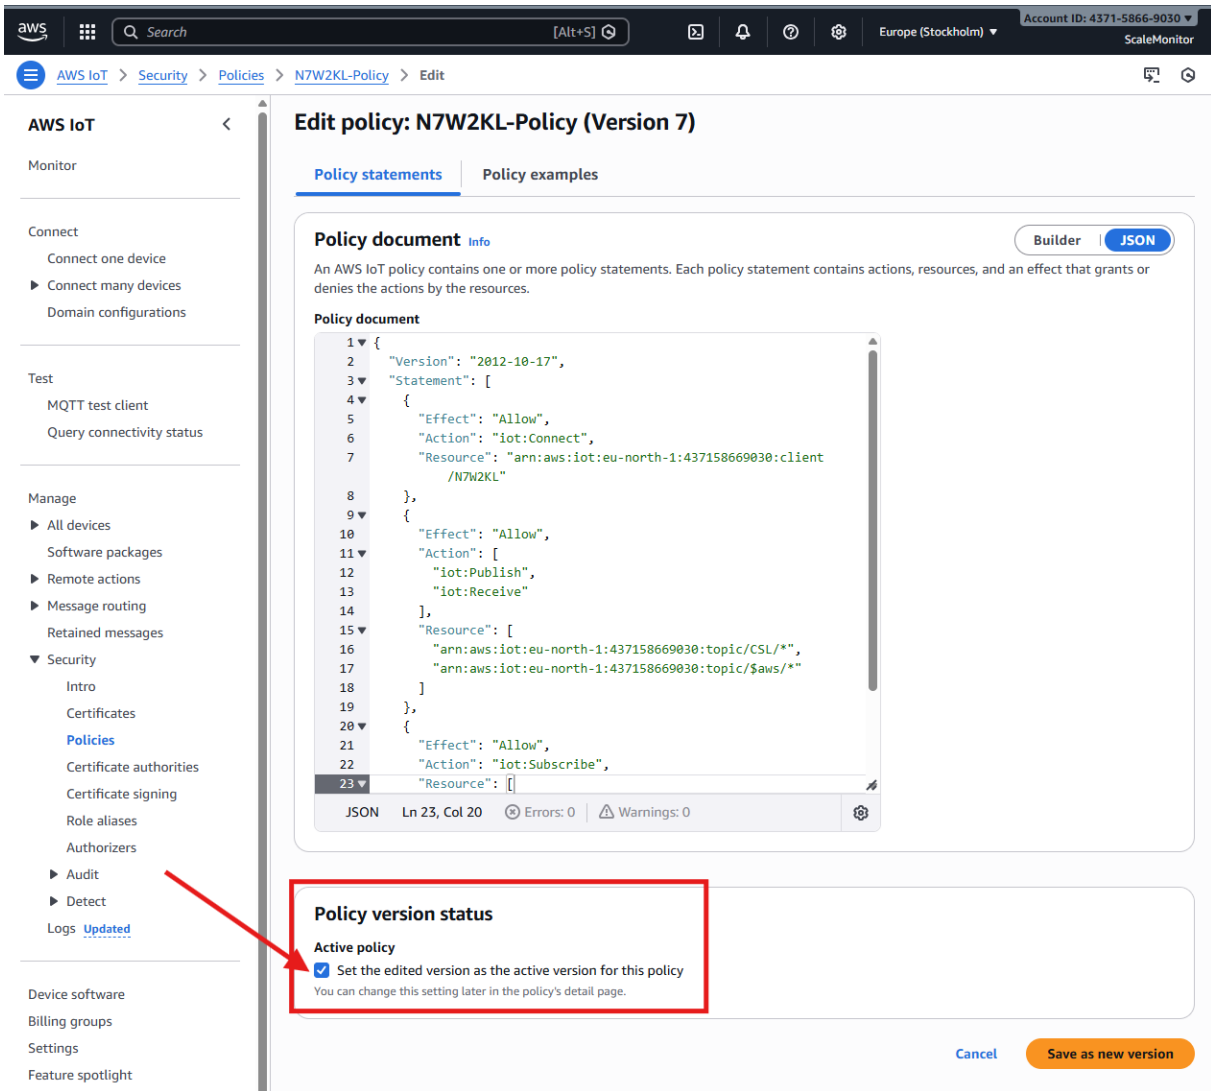 aws
Search
[Alt+S]
Europe (Stockholm) ▼
Account ID: 4371-5866-9030 ▼
ScaleMonitor
AWS IoT > Security > Policies > N7W2KL-Policy > Edit
AWS IoT
Monitor
Connect
Connect one device
Connect many devices
Domain configurations
Test
MQTT test client
Query connectivity status
Manage
All devices
Software packages
Remote actions
Message routing
Retained messages
Security
Intro
Certificates
Policies
Certificate authorities
Certificate signing
Role aliases
Authorizers
Audit
Detect
Logs Updated
Device software
Billing groups
Settings
Feature spotlight
Edit policy: N7W2KL-Policy (Version 7)
Policy statements
Policy examples
Policy document Info
Builder
JSON
An AWS IoT policy contains one or more policy statements. Each policy statement contains actions, resources, and an effect that grants or
denies the actions by the resources.
Policy document
1 {
2 "Version": "2012-10-17",
3 "Statement": [
4 {
5 "Effect": "Allow",
6 "Action": "iot:Connect",
7 "Resource": "arn:aws:iot:eu-north-1:437158669030:client
/N7W2KL"
8 },
9 {
10 "Effect": "Allow",
11 "Action": [
12 "iot:Publish",
13 "iot:Receive"
14 ],
15 "Resource": [
16 "arn:aws:iot:eu-north-1:437158669030:topic/CSL/*",
17 "arn:aws:iot:eu-north-1:437158669030:topic/$aws/*"
18 ]
19 },
20 {
21 "Effect": "Allow",
22 "Action": "iot:Subscribe",
23 "Resource": [
JSON Ln 23, Col 20 Errors: 0 Warnings: 0
Policy version status
Active policy
Set the edited version as the active version for this policy
You can change this setting later in the policy's detail page.
Cancel
Save as new version